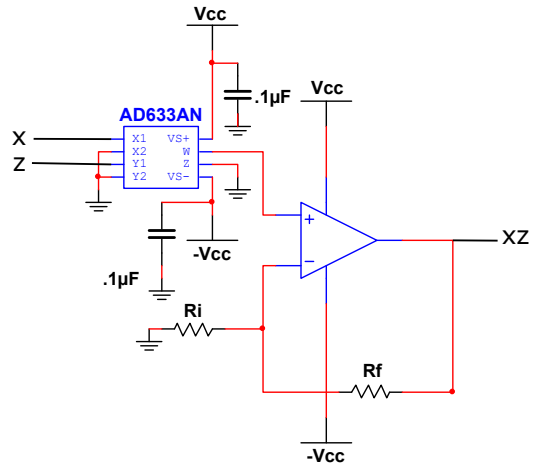 Vcc
.1µF
Vcc
AD633AN
X
Z
X1
X2
Y1
Y2
VS+
W
Z
VS-
+
−
XZ
-Vcc
.1µF
Ri
Rf
-Vcc